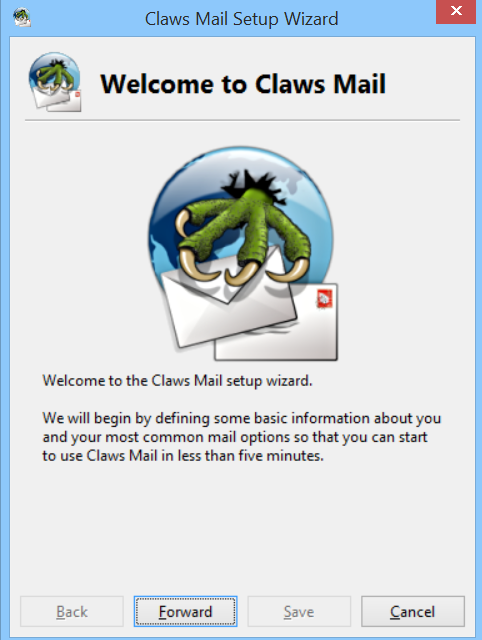 Claws Mail Setup Wizard
Welcome to Claws Mail
Welcome to the Claws Mail setup wizard.
We will begin by defining some basic information about you
and your most common mail options so that you can start
to use Claws Mail in less than five minutes.
Back Forward Save Cancel